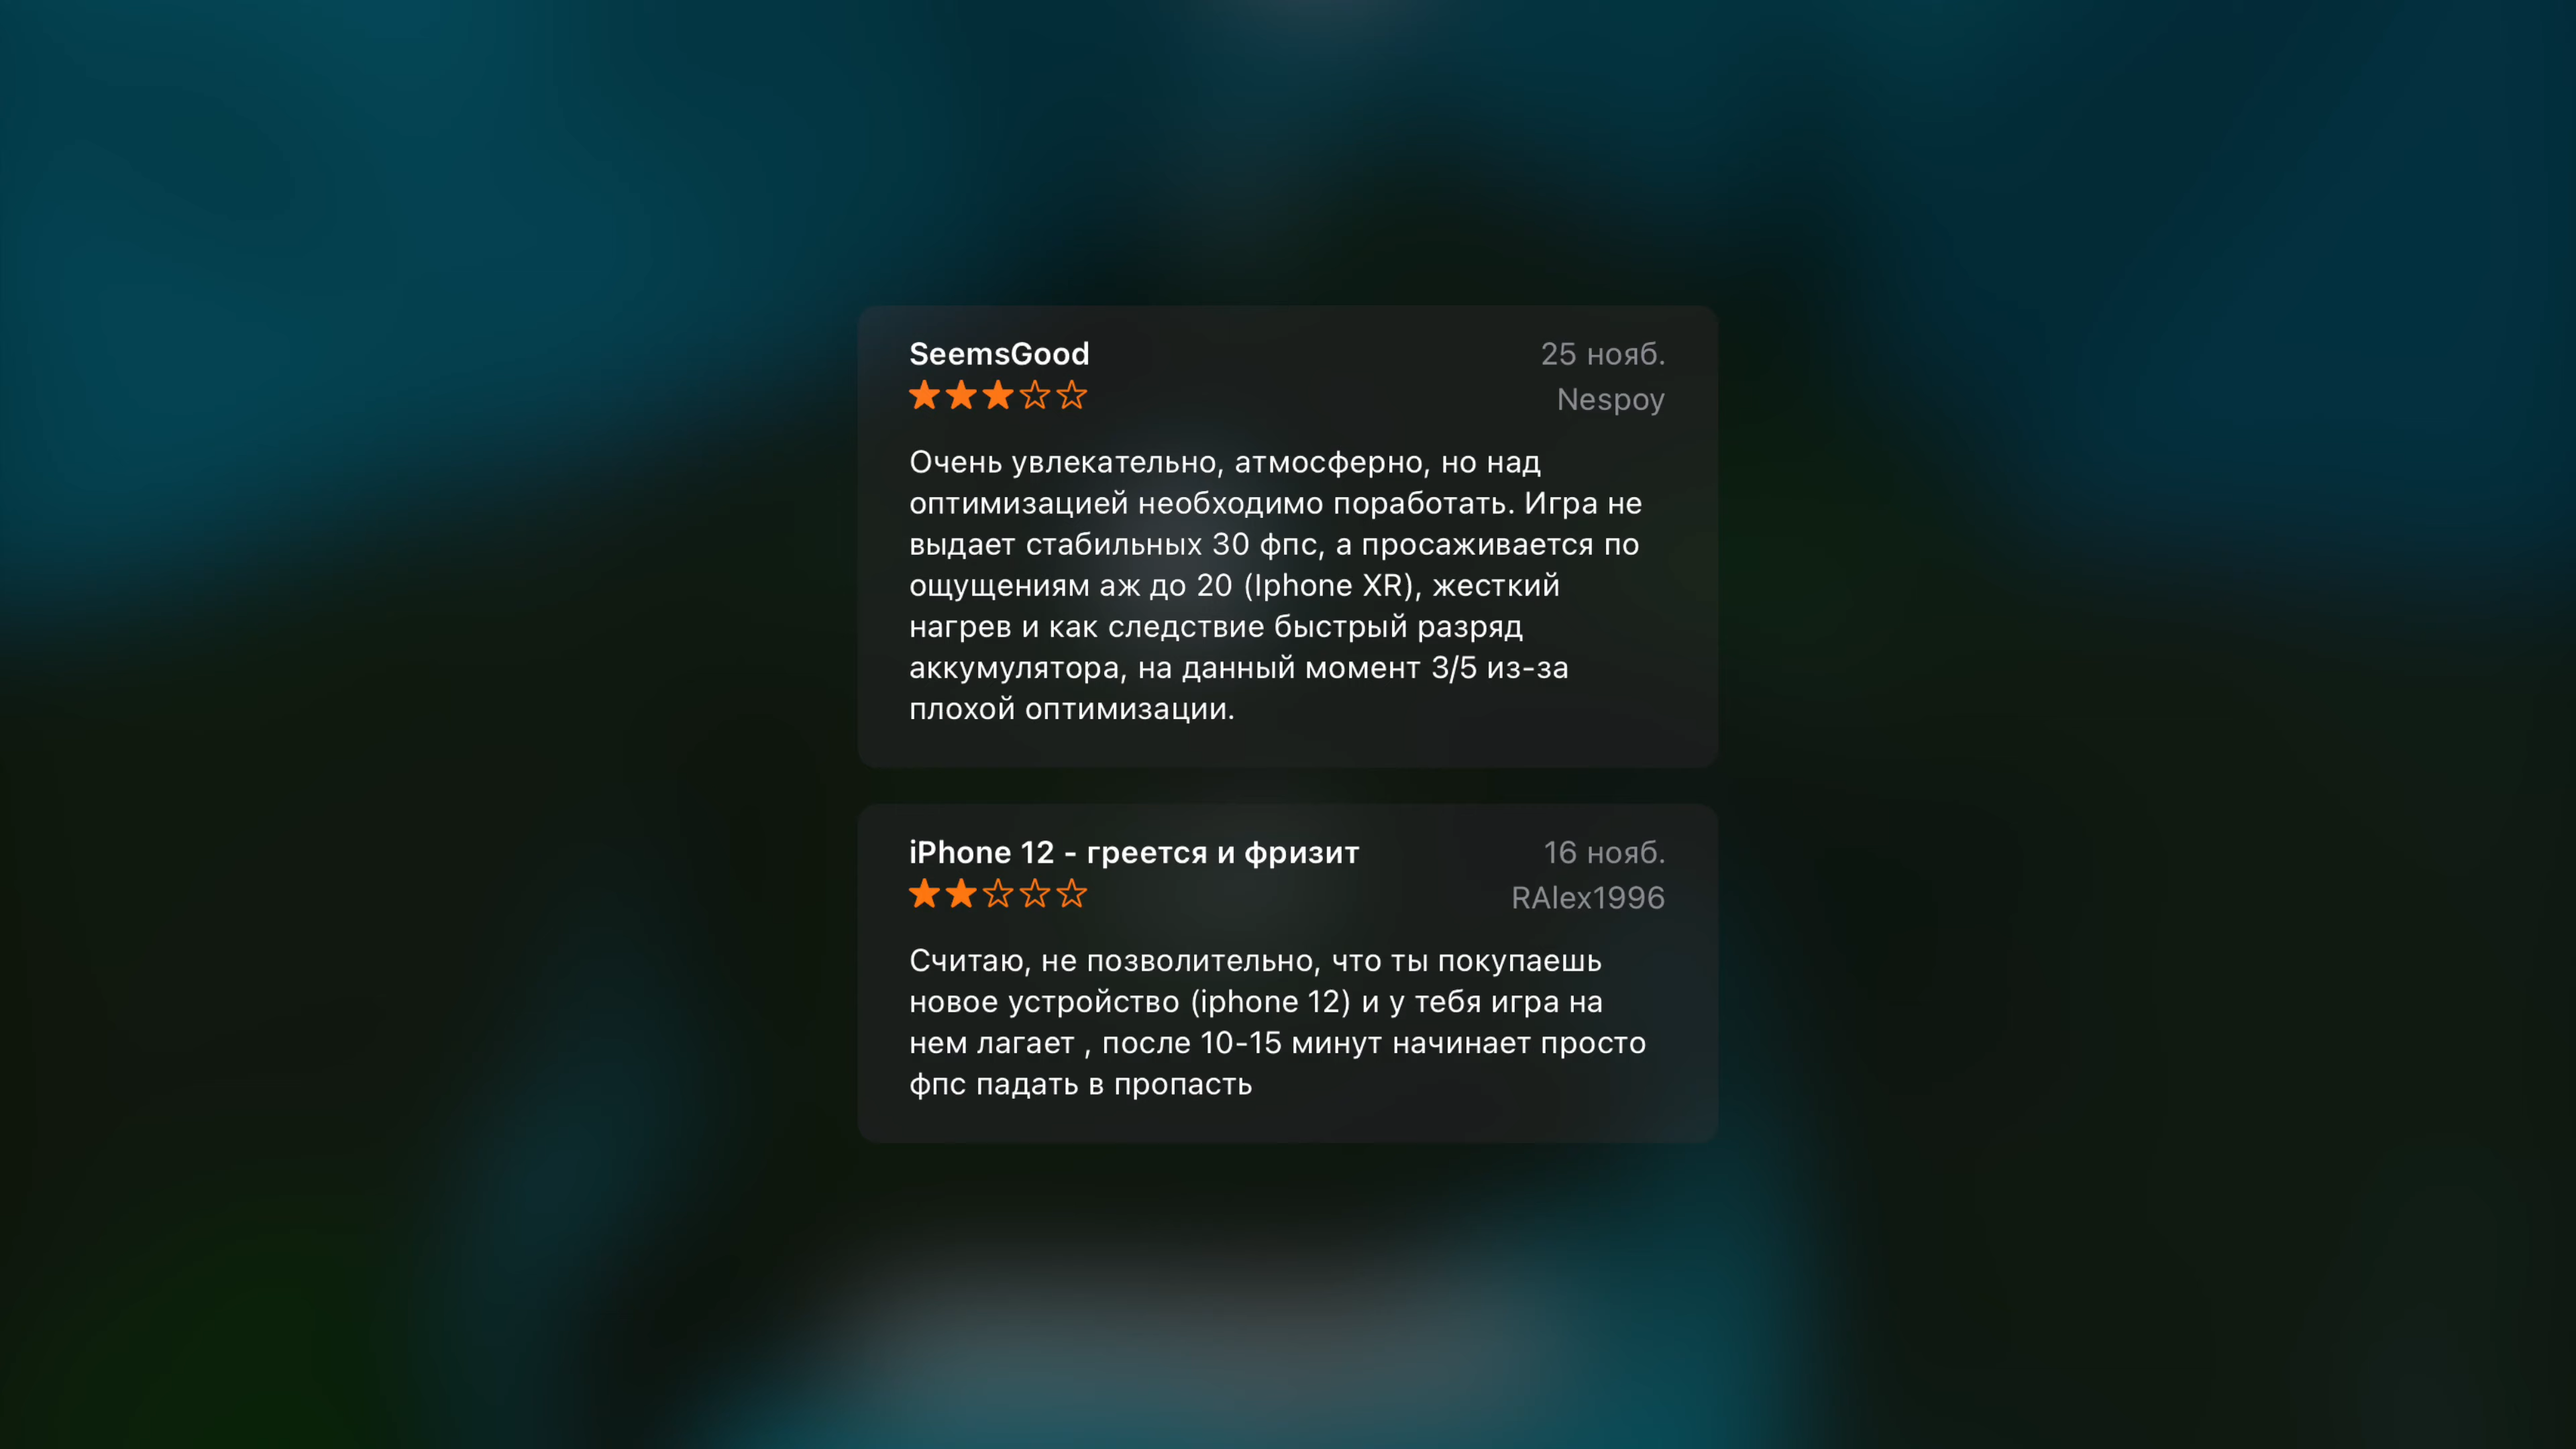 SeemsGood
25 нояб.
Nespoy
Очень увлекательно, атмосферно, но над
оптимизацией необходимо поработать. Игра не
выдает стабильных 30 фпс, а просаживается по
ощущениям аж до 20 (Iphone XR), жесткий
нагрев и как следствие быстрый разряд
аккумулятора, на данный момент 3/5 из-за
плохой оптимизации.
iPhone 12 - греется и фризит
16 нояб.
RAlex1996
Считаю, не позволительно, что ты покупаешь
новое устройство (iphone 12) и у тебя игра на
нем лагает , после 10-15 минут начинает просто
фпс падать в пропасть